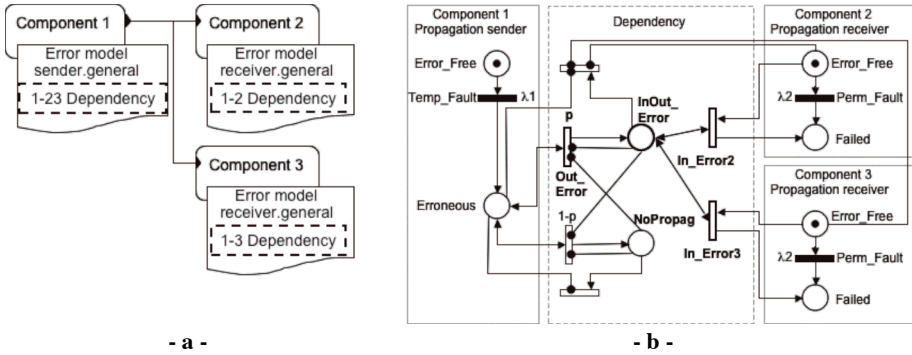 Component 1
Error model
sender.general
1-23 Dependency
Component 2
Error model
receiver.general
1-2 Dependency
Component 3
Error model
receiver.general
1-3 Dependency
- a -
Component 1
Propagation sender
Error_Free
Temp_Fault
λ1
Erroneous
Dependency
p
InOut_
Error
Out_
Error
In_Error2
1-p
NoPropag
In_Error3
Component 2
Propagation receiver
Error_Free
λ2
Perm_Fault
Failed
Component 3
Propagation receiver
Error_Free
λ2
Perm_Fault
Failed
- b -